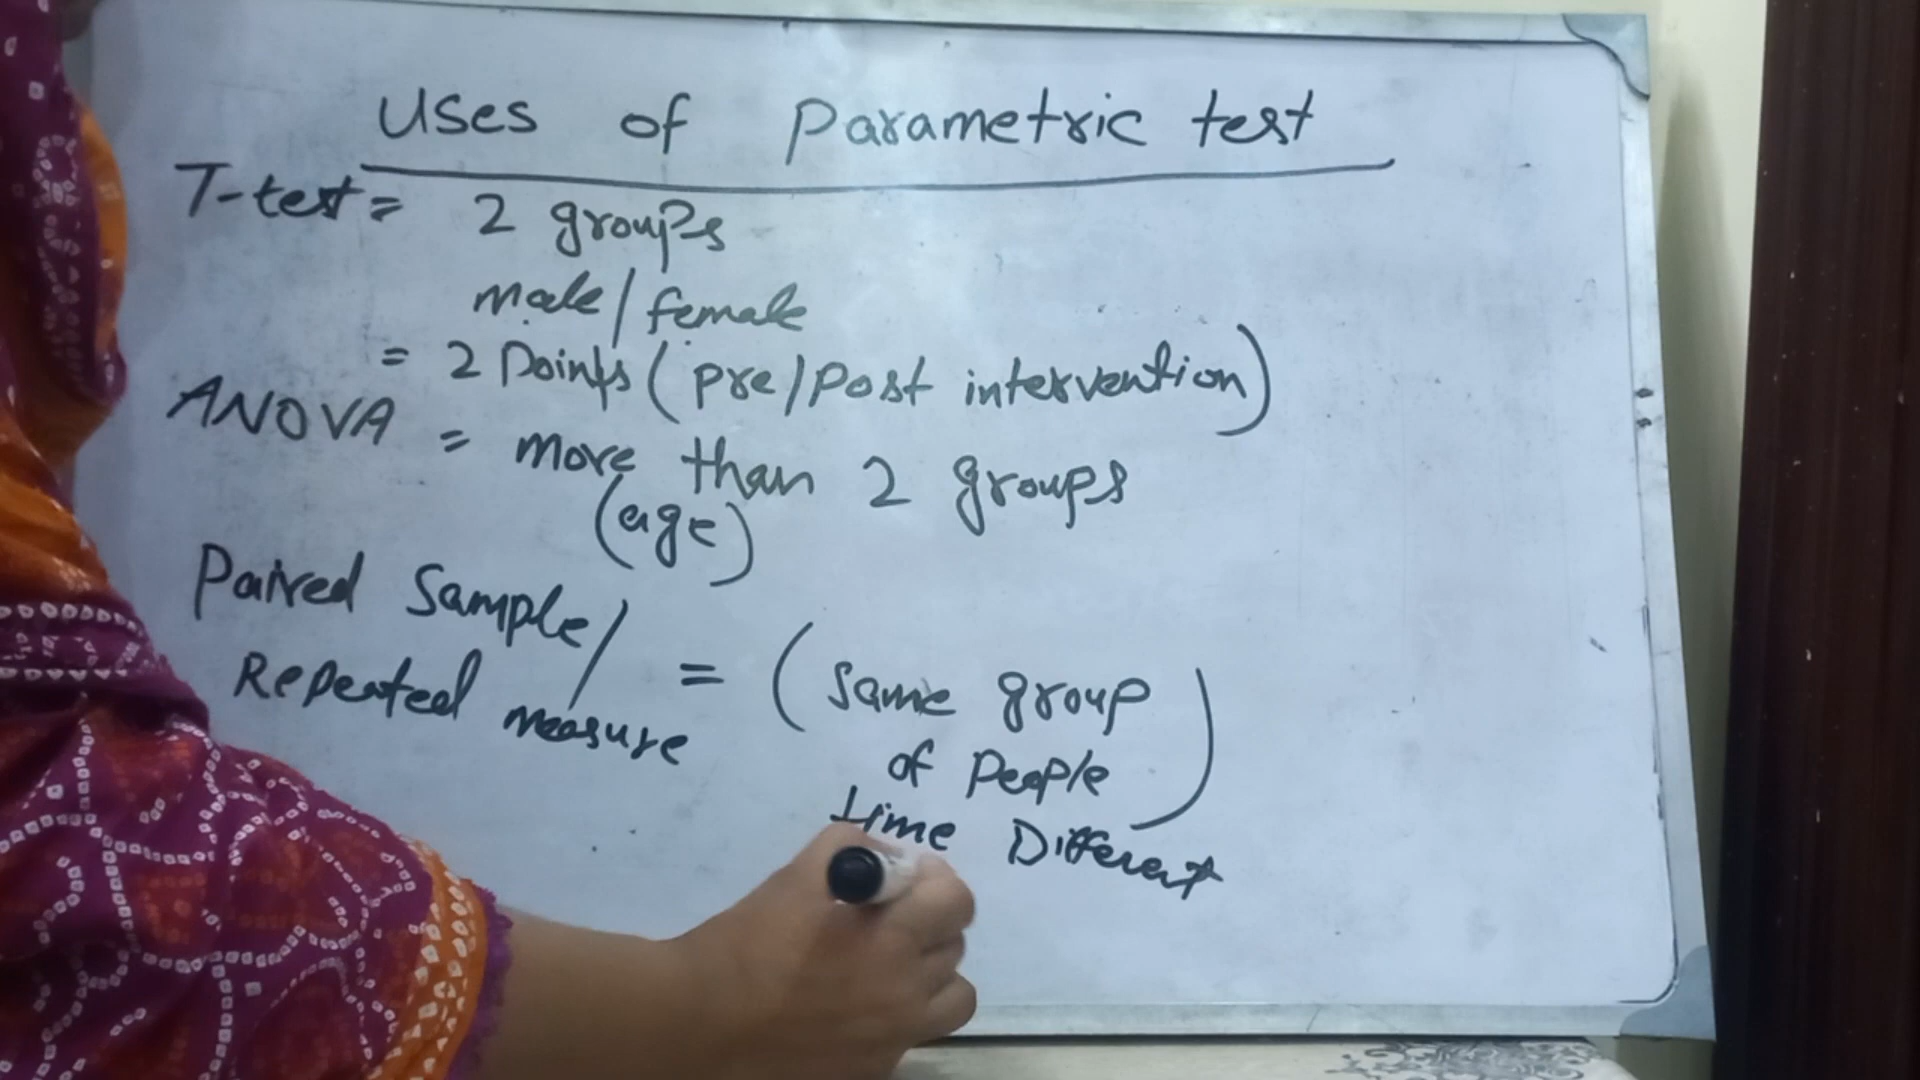 Uses of Parametric test
T-test = 2 groups
male/female
= 2 Points (pre/post intervention)
ANOVA = more than 2 groups
(age)
Paired Sample/
Repeated measure = (same group
of People
time Different)